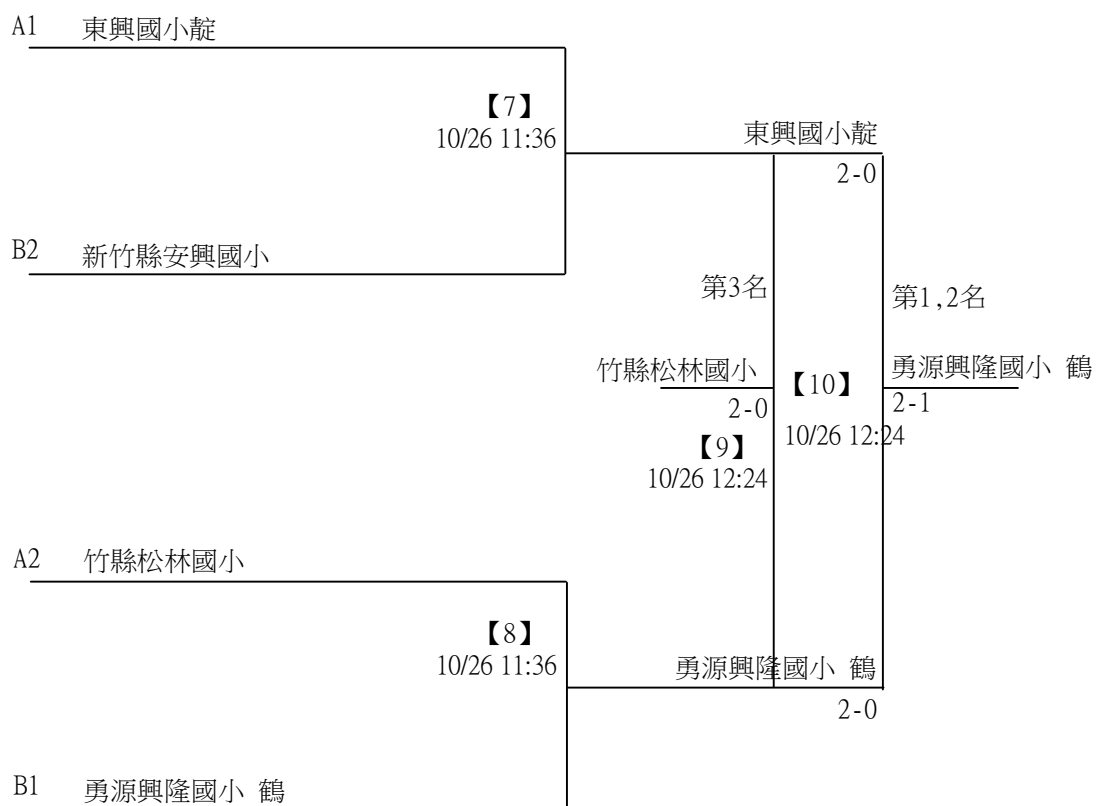 A1 東興國小靛
【7】
10/26 11:36
東興國小靛
2-0
B2 新竹縣安興國小
第3名
第1,2名
竹縣松林國小
【10】
勇源興隆國小 鶴
2-0
2-1
10/26 12:24
【9】
10/26 12:24
A2 竹縣松林國小
【8】
10/26 11:36
勇源興隆國小 鶴
2-0
B1 勇源興隆國小 鶴